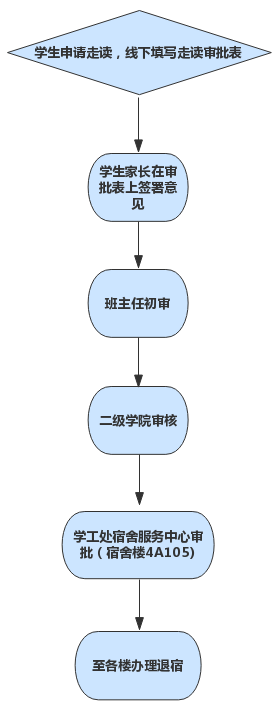 学生申请走读，线下填写走读审批表
学生家长在审
批表上签署意
见
班主任初审
二级学院审核
学工处宿舍服务中心审
批（宿舍楼4A105)
至各楼办理退宿